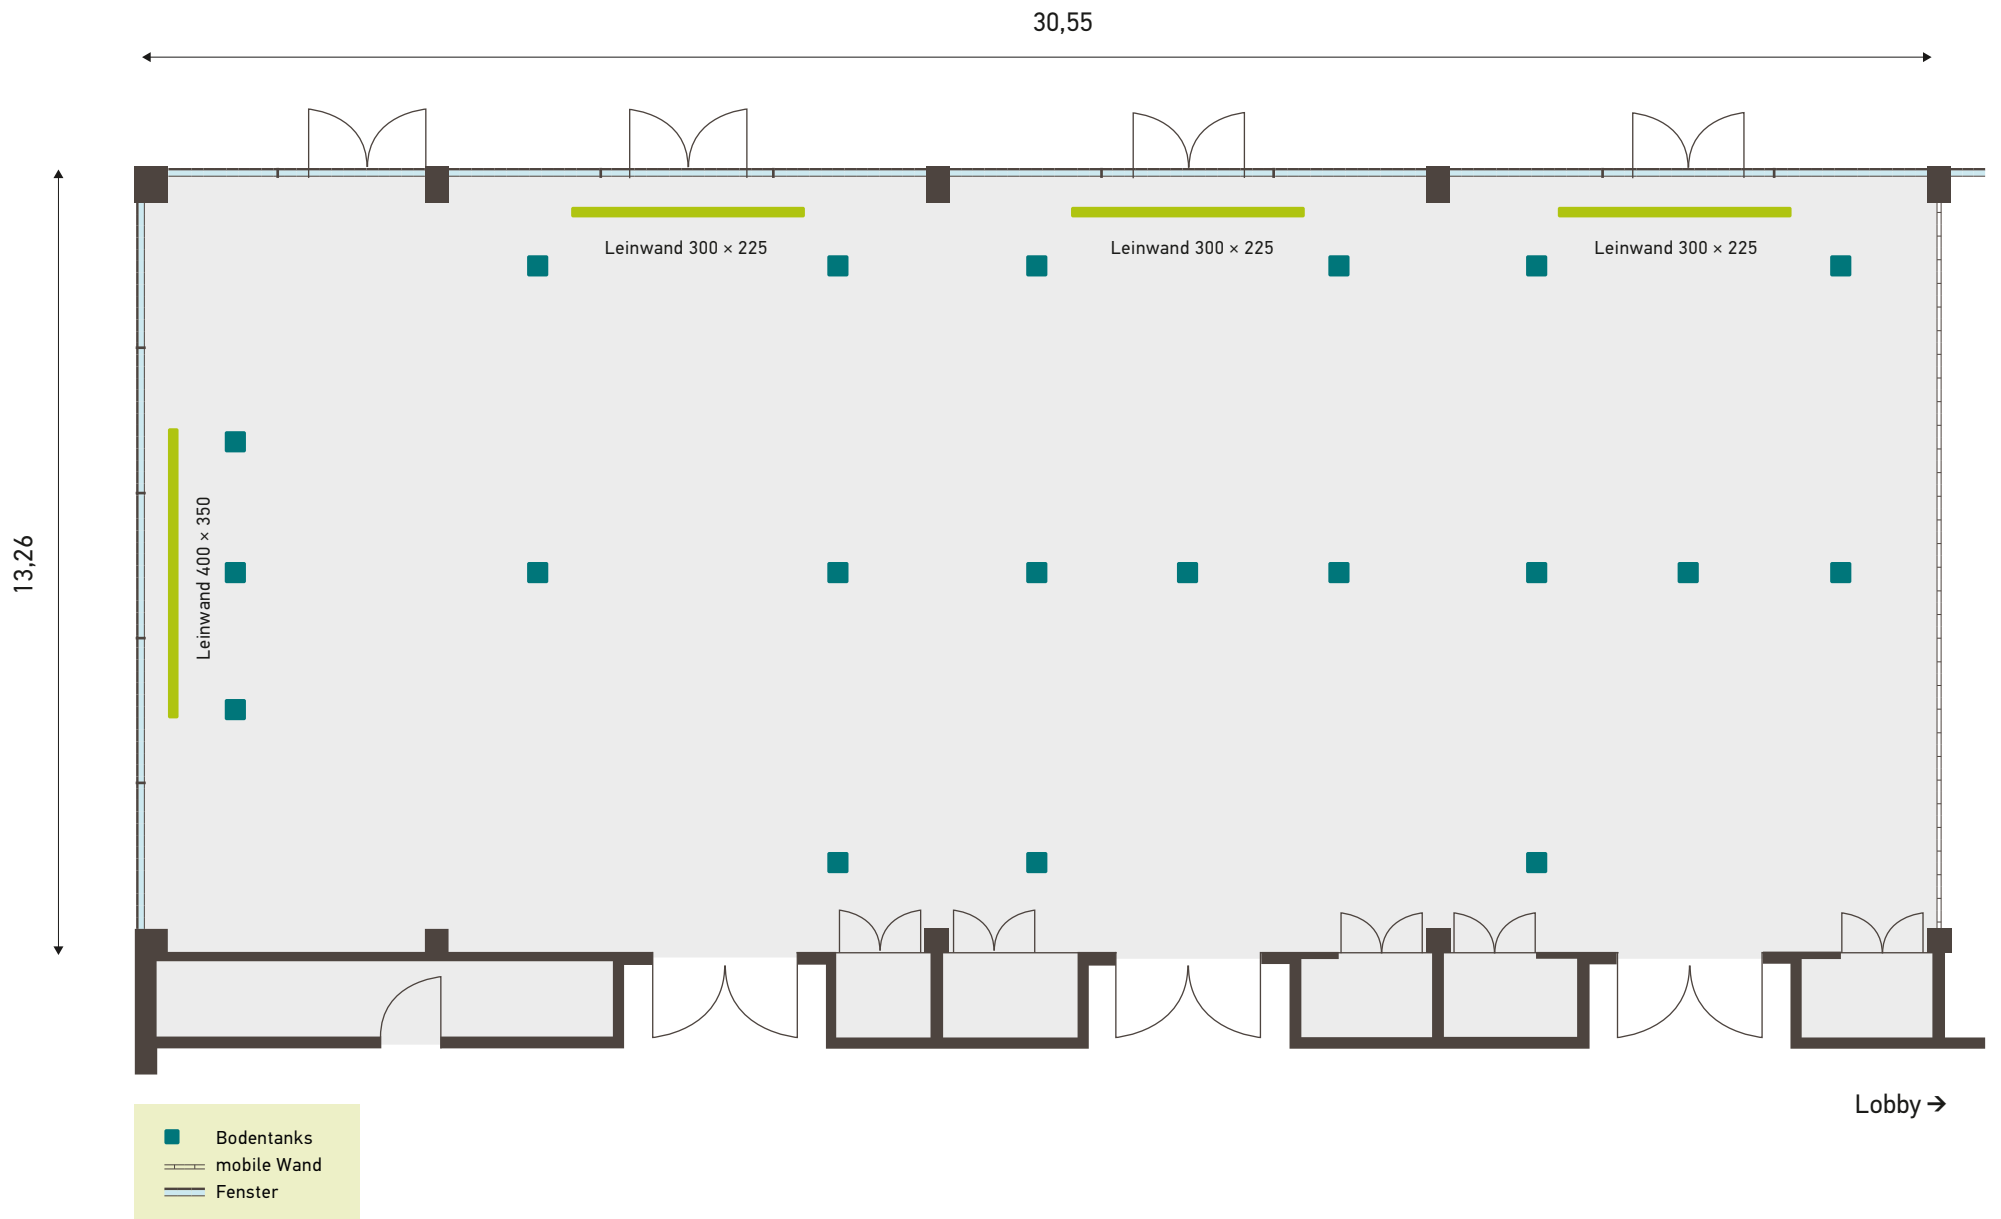 30,55
Leinwand 300 × 225
Leinwand 300 × 225
Leinwand 300 × 225
13,26
Leinwand 400 × 350
Lobby →
Bodentanks
mobile Wand
Fenster